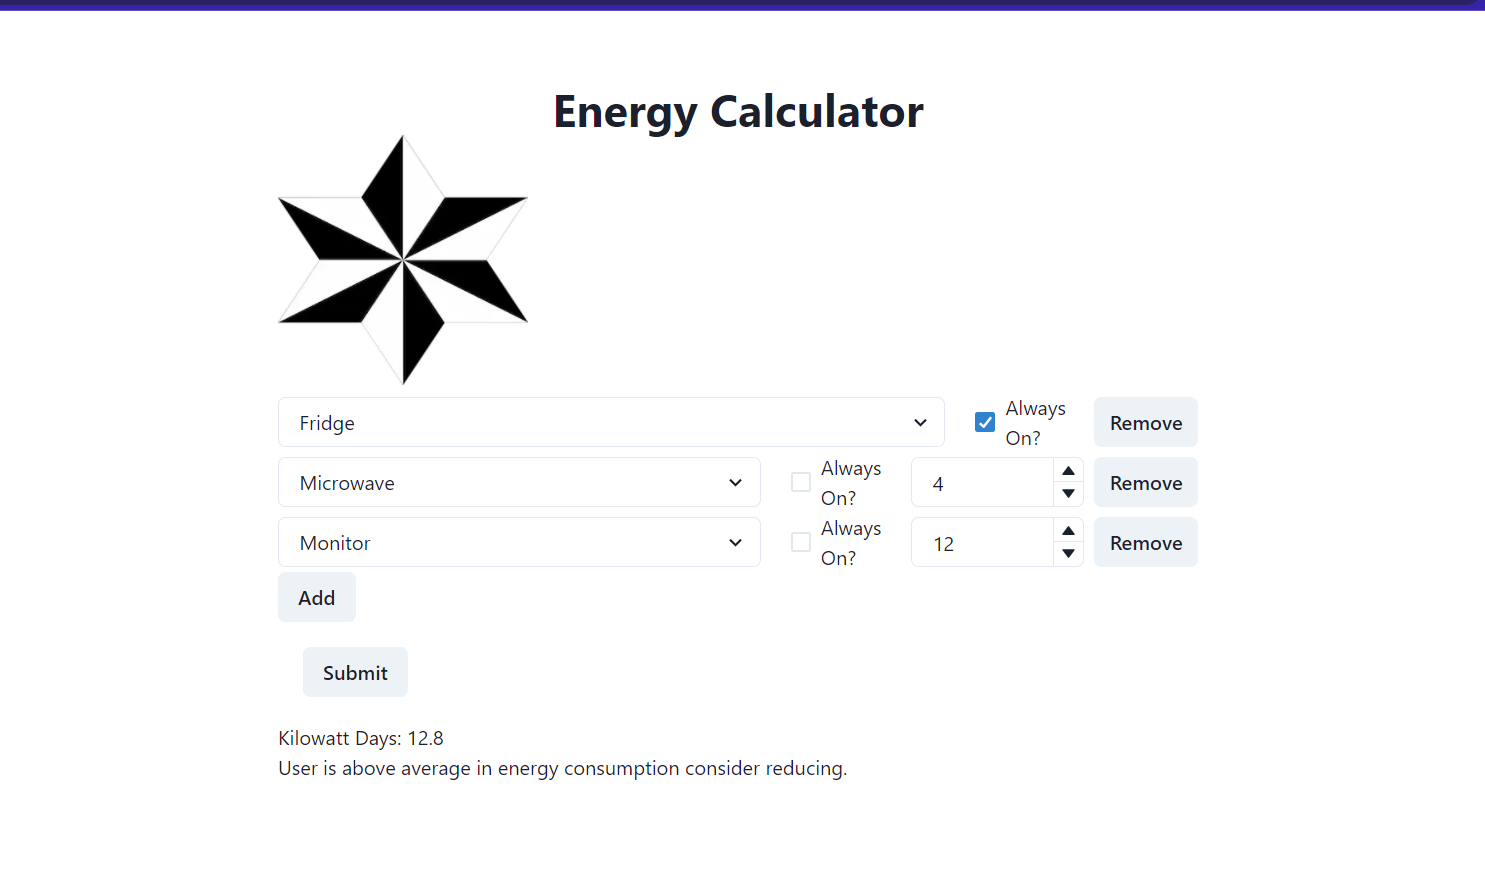 Energy Calculator
Fridge
Always
On?
Remove
Microwave
Always
On?
4
Remove
Monitor
Always
On?
12
Remove
Add
Submit
Kilowatt Days: 12.8
User is above average in energy consumption consider reducing.